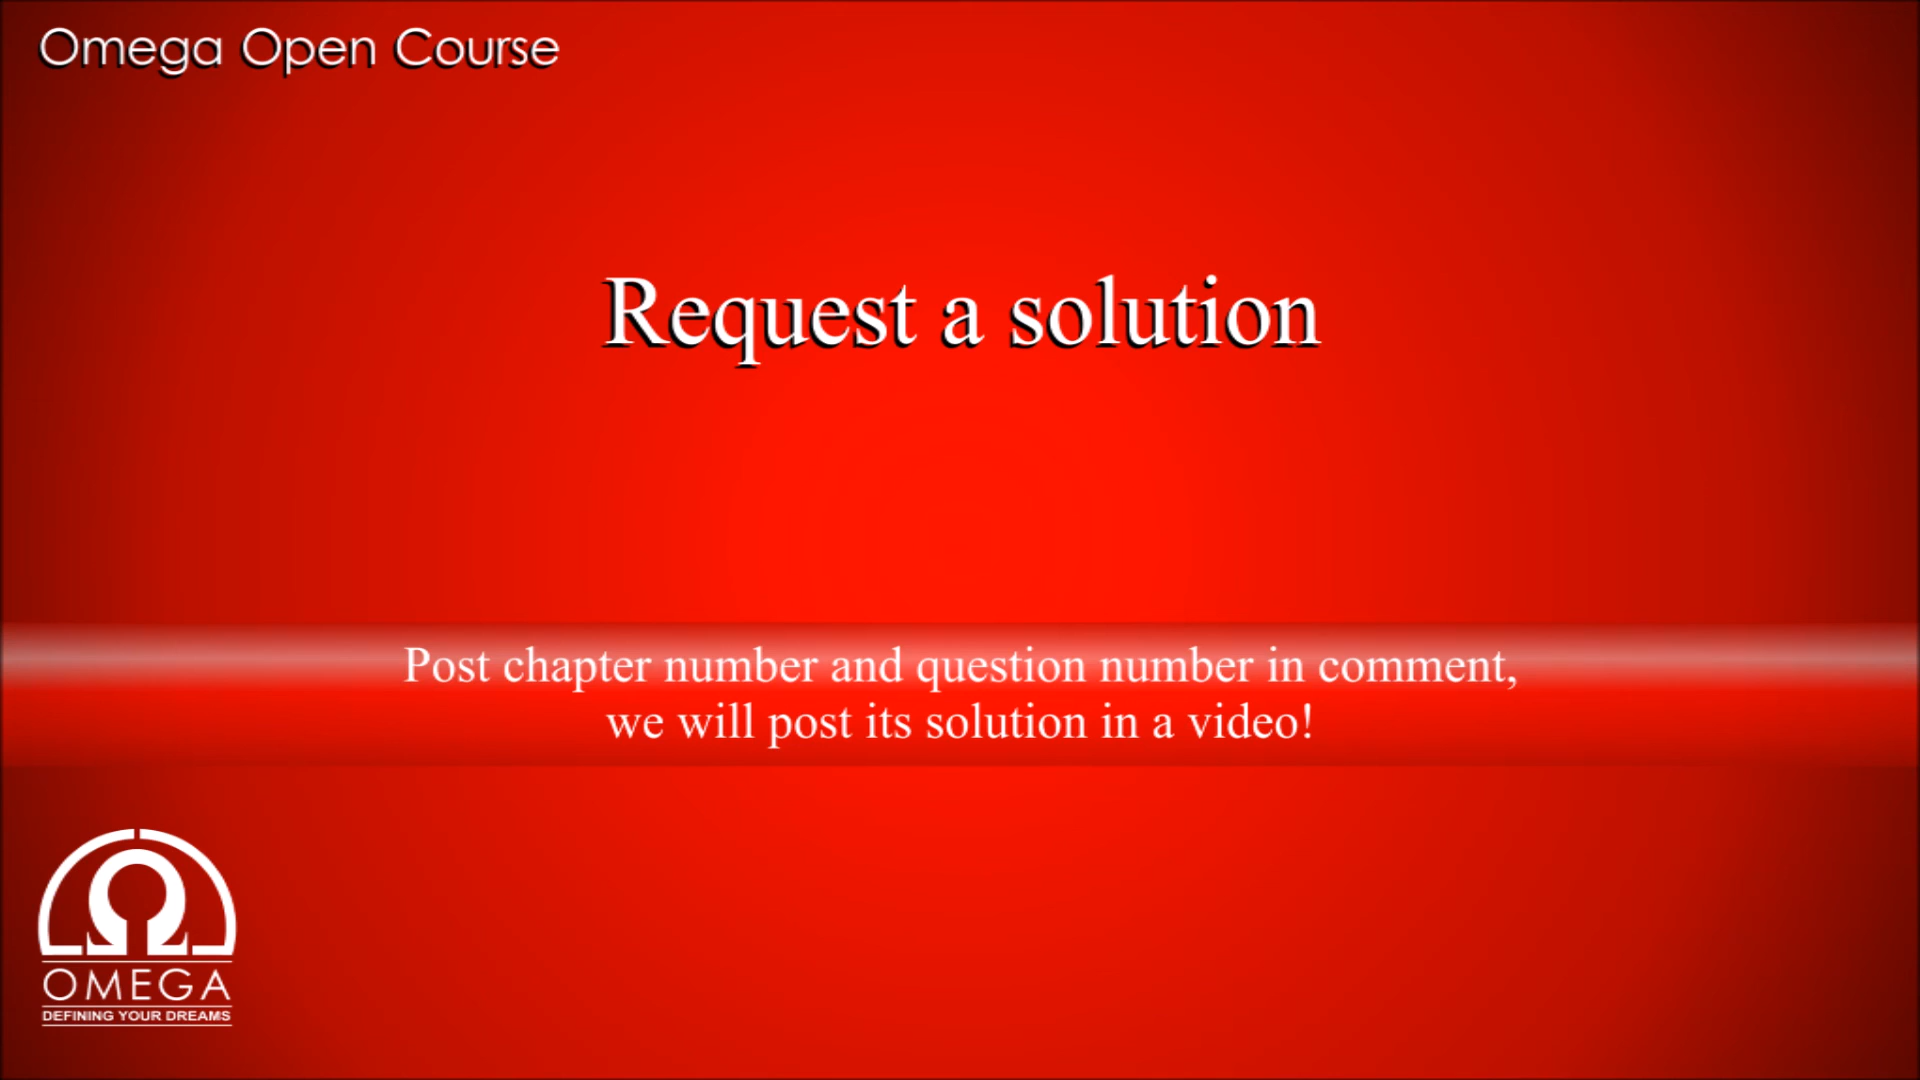 Omega Open Course
Request a solution
Post chapter number and question number in comment,
we will post its solution in a video!
OMEGA
DEFINING YOUR DREAMS